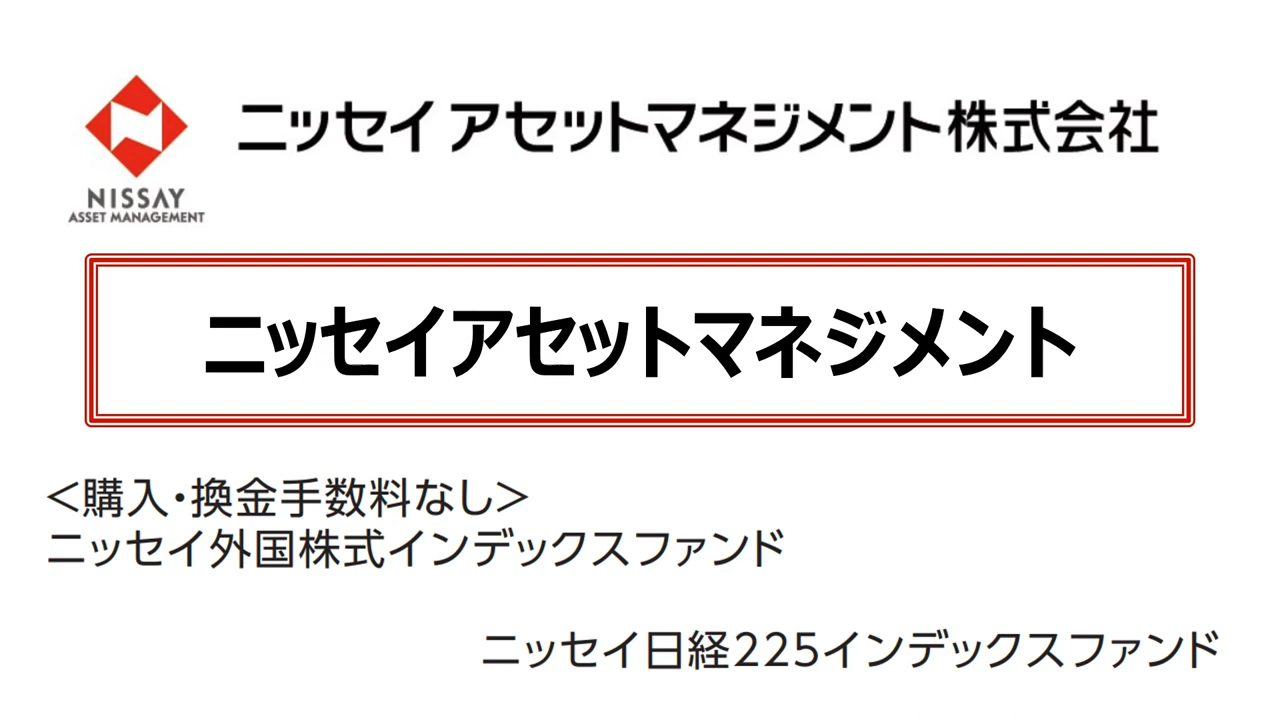 ニッセイ アセットマネジメント株式会社
NISSAY
ASSET MANAGEMENT
ニッセイアセットマネジメント
＜購入・換金手数料なし＞
ニッセイ外国株式インデックスファンド
ニッセイ日経225インデックスファンド